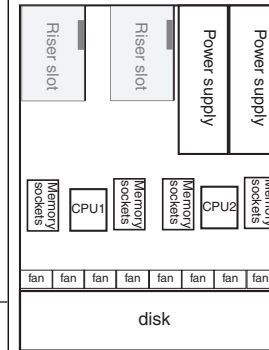 Riser slot
Riser slot
Power supply
Power supply
Memory
sockets
CPU1
Memory
sockets
Memory
sockets
CPU2
Memory
sockets
fan fan fan fan fan fan fan fan
disk